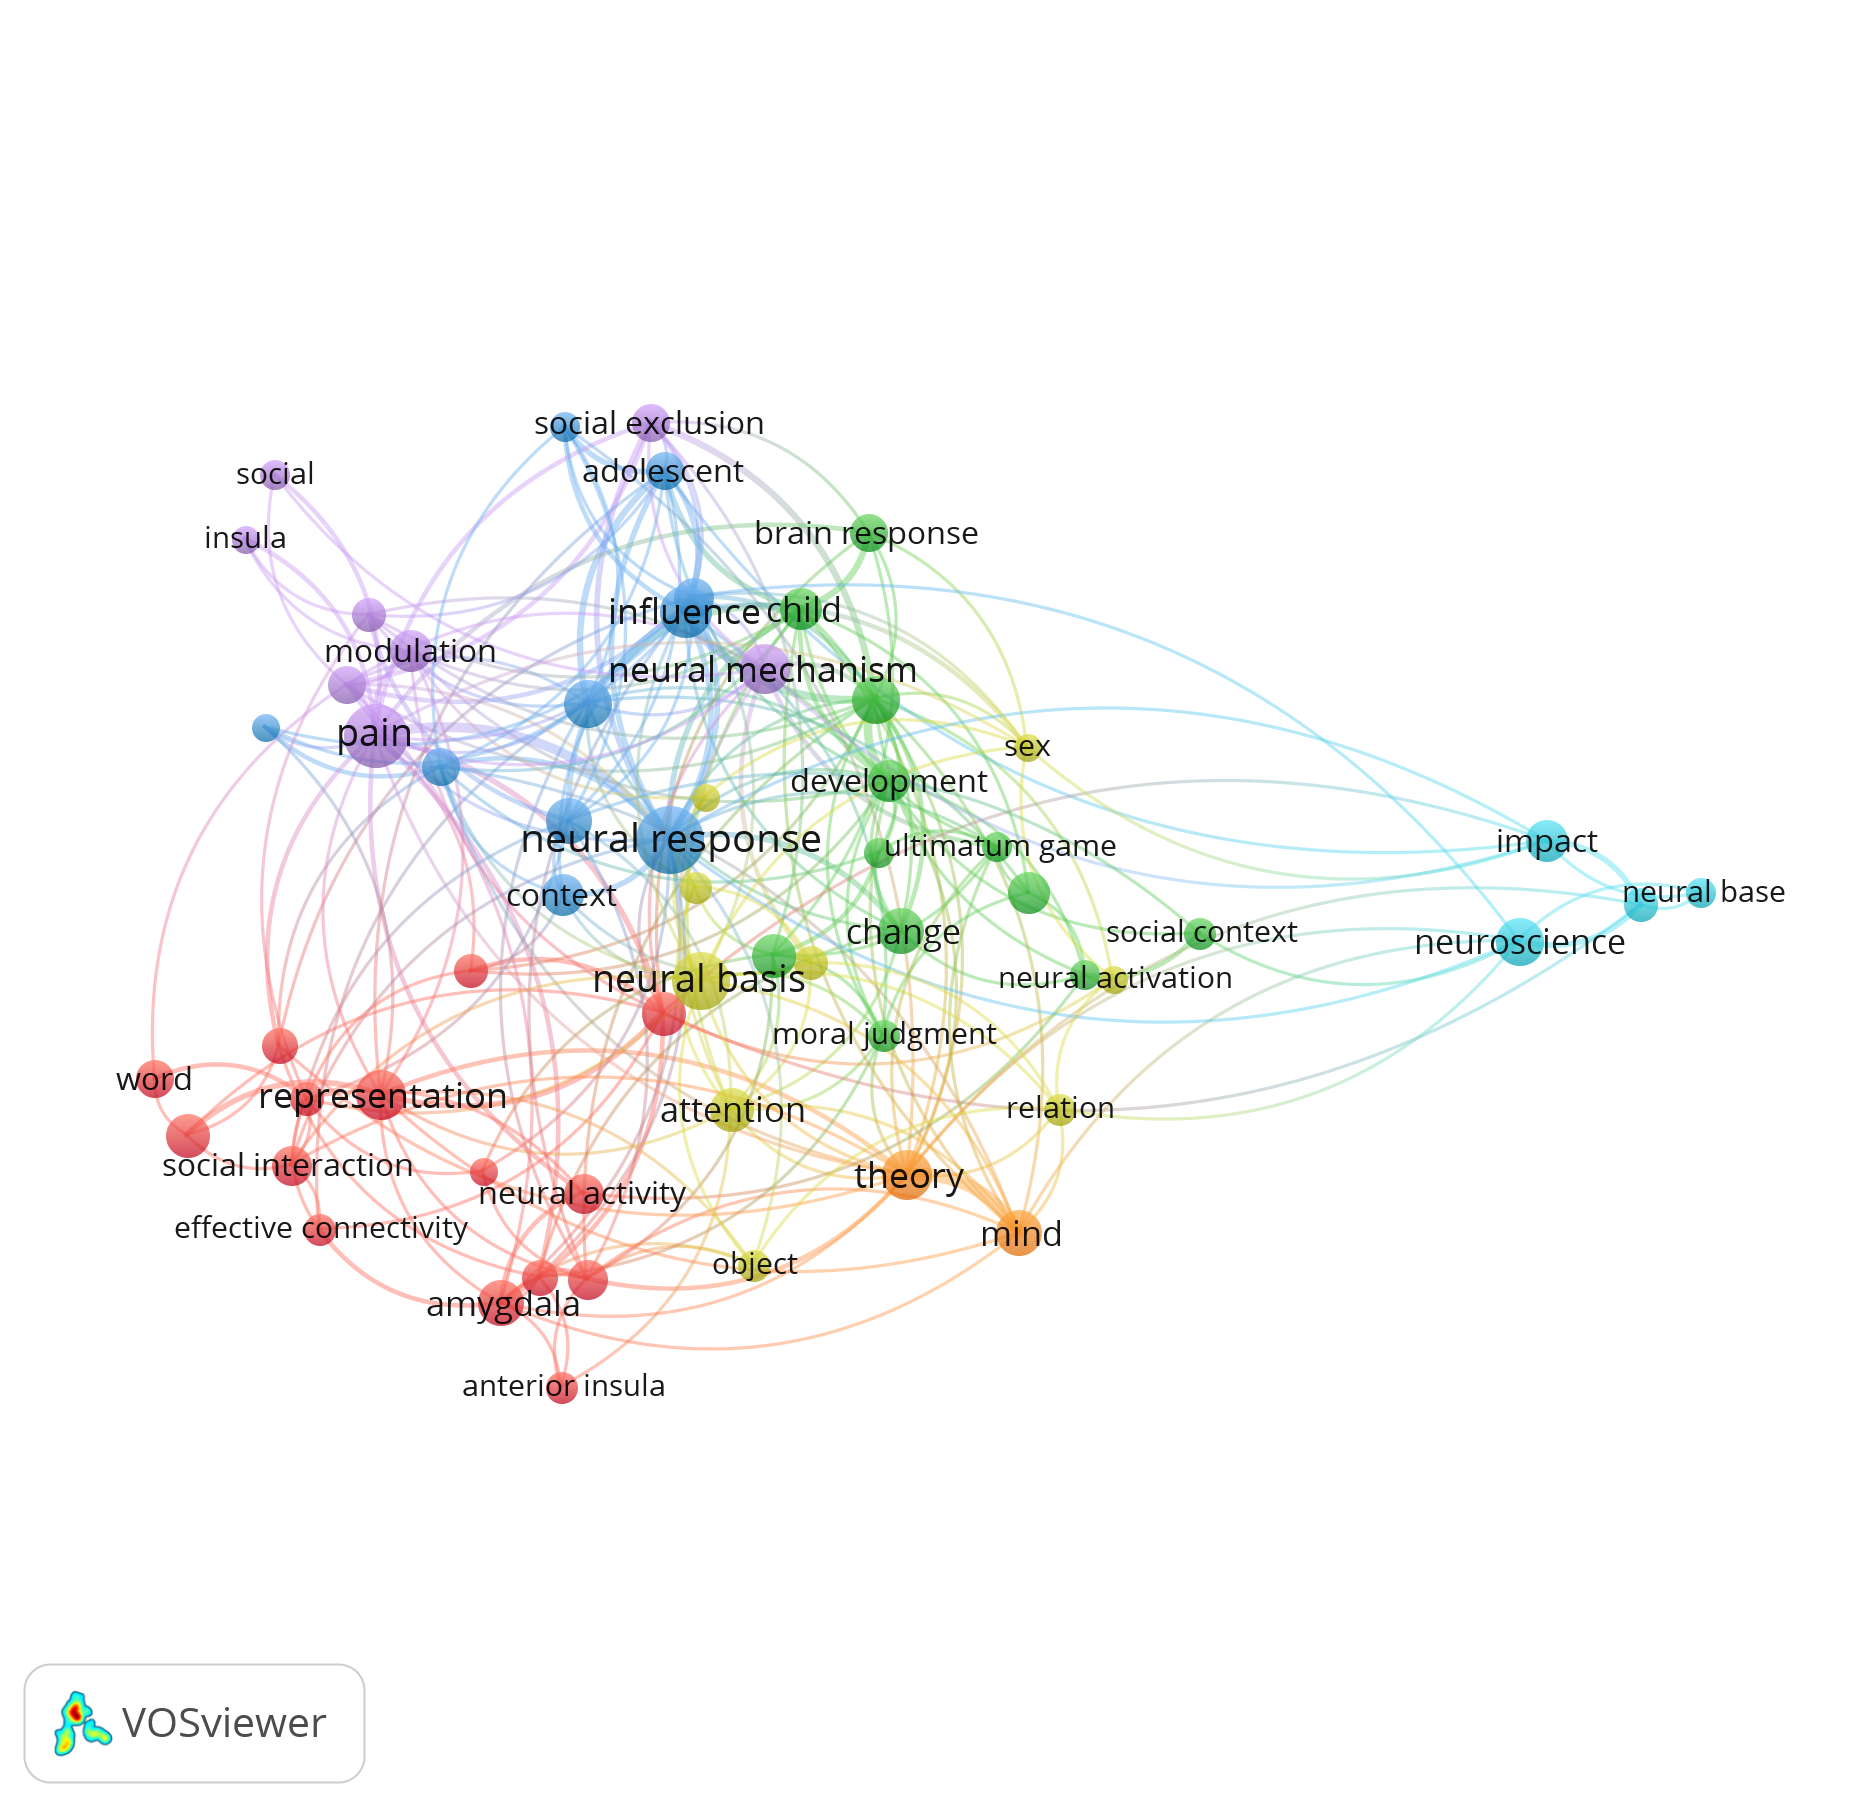 social exclusion
social
adolescent
insula
brain response
influence
child
modulation
neural mechanism
pain
sex
development
neural response
ultimatum game
impact
context
neural base
change
social context
neuroscience
neural basis
neural activation
moral judgment
word
representation
attention
relation
social interaction
theory
neural activity
effective connectivity
mind
object
amygdala
anterior insula
VOSviewer